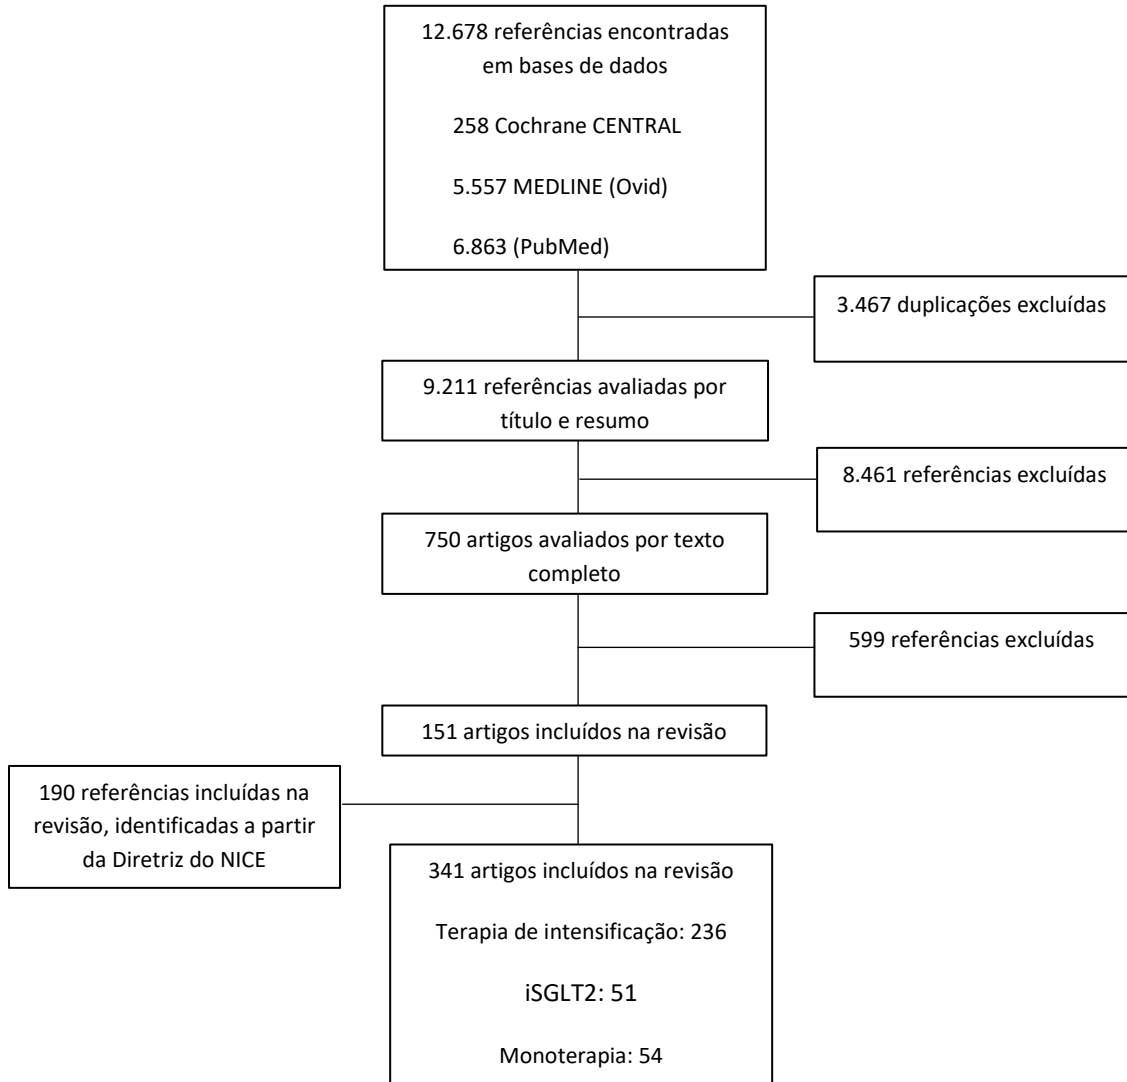 12.678 referências encontradas
em bases de dados
258 Cochrane CENTRAL
5.557 MEDLINE (Ovid)
6.863 (PubMed)
3.467 duplicações excluídas
9.211 referências avaliadas por
título e resumo
8.461 referências excluídas
750 artigos avaliados por texto
completo
599 referências excluídas
151 artigos incluídos na revisão
190 referências incluídas na
revisão, identificadas a partir
da Diretriz do NICE
341 artigos incluídos na revisão
Terapia de intensificação: 236
iSGLT2: 51
Monoterapia: 54